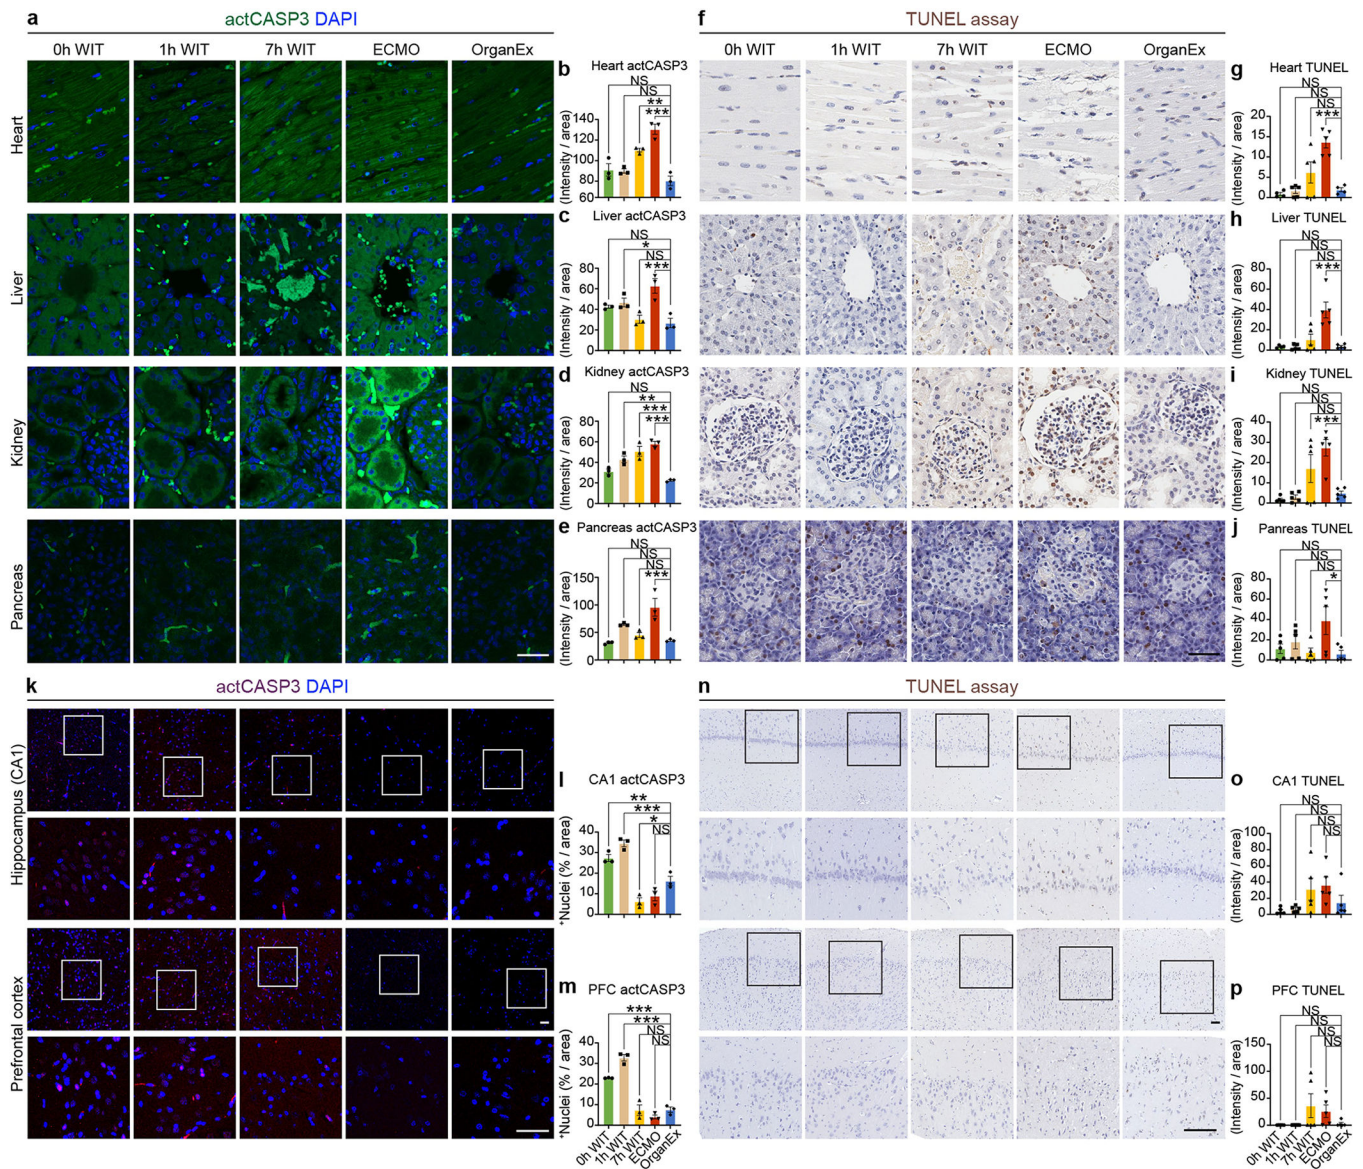 a
actCASP3 DAPI
0h WIT 1h WIT 7h WIT ECMO OrganEx
Heart
Liver
Kidney
Pancreas
b
Heart actCASP3
NS
NS
**
***
(Intensity / area)
140
120
100
80
60
c
Liver actCASP3
NS
*
NS
***
(Intensity / area)
80
60
40
20
0
d
Kidney actCASP3
NS
**
***
***
(Intensity / area)
80
60
40
20
0
e
Pancreas actCASP3
NS
NS
NS
***
(Intensity / area)
150
100
50
0
f
TUNEL assay
0h WIT 1h WIT 7h WIT ECMO OrganEx
g
Heart TUNEL
NS
NS
NS
***
(Intensity / area)
20
15
10
5
0
h
Liver TUNEL
NS
NS
NS
***
(Intensity / area)
80
60
40
20
0
i
Kidney TUNEL
NS
NS
NS
***
(Intensity / area)
40
30
20
10
0
j
Panreas TUNEL
NS
NS
NS
*
(Intensity / area)
80
60
40
20
0
k
actCASP3 DAPI
Hippocampus (CA1)
Prefrontal cortex
l
CA1 actCASP3
**
***
*
NS
+Nuclei (% / area)
40
30
20
10
0
m
PFC actCASP3
***
***
NS
NS
+Nuclei (% / area)
40
30
20
10
0
0h WIT
1h WIT
7h WIT
ECMO
OrganEx
n
TUNEL assay
o
CA1 TUNEL
NS
NS
NS
NS
(Intensity / area)
100
80
60
40
20
0
p
PFC TUNEL
NS
NS
NS
NS
(Intensity / area)
150
100
50
0
0h WIT
1h WIT
7h WIT
ECMO
OrganEx